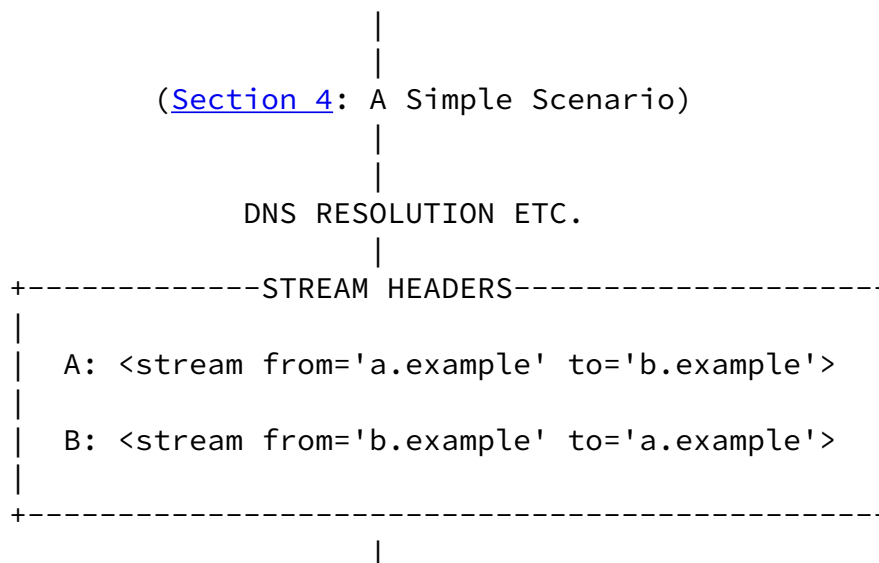 |
|
(Section 4: A Simple Scenario)
|
|
DNS RESOLUTION ETC.
|
+-------------STREAM HEADERS---------------------
|
|  A: <stream from='a.example' to='b.example'>
|
|  B: <stream from='b.example' to='a.example'>
|
+------------------------------------------------
|